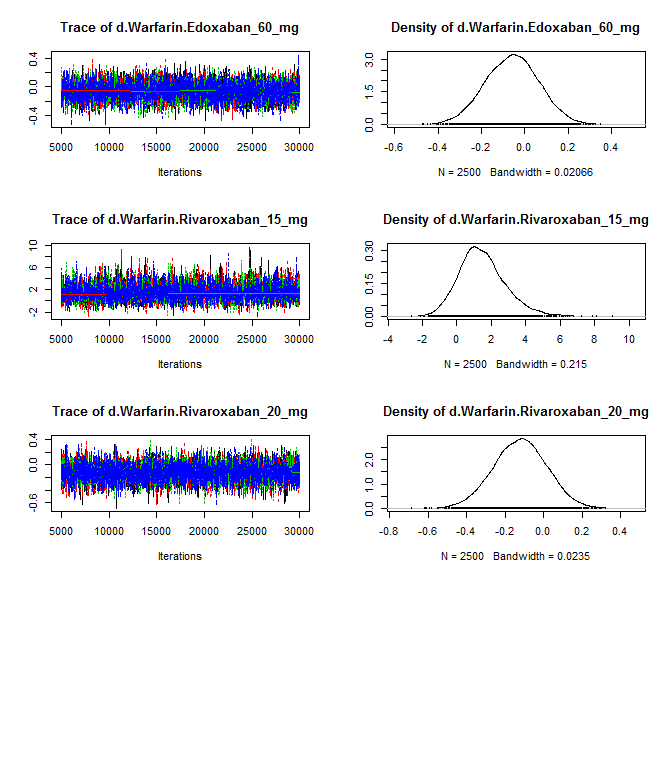 Trace of d.Warfarin.Edoxaban_60_mg
-0.4 0.0 0.4
5000 10000 15000 20000 25000 30000
Iterations
Density of d.Warfarin.Edoxaban_60_mg
0.0 1.5 3.0
-0.6 -0.4 -0.2 0.0 0.2 0.4
N = 2500 Bandwidth = 0.02066
Trace of d.Warfarin.Rivaroxaban_15_mg
-2 2 6 10
5000 10000 15000 20000 25000 30000
Iterations
Density of d.Warfarin.Rivaroxaban_15_mg
0.00 0.15 0.30
-4 -2 0 2 4 6 8 10
N = 2500 Bandwidth = 0.215
Trace of d.Warfarin.Rivaroxaban_20_mg
-0.6 0.0 0.4
5000 10000 15000 20000 25000 30000
Iterations
Density of d.Warfarin.Rivaroxaban_20_mg
0.0 1.0 2.0
-0.8 -0.6 -0.4 -0.2 0.0 0.2 0.4
N = 2500 Bandwidth = 0.0235